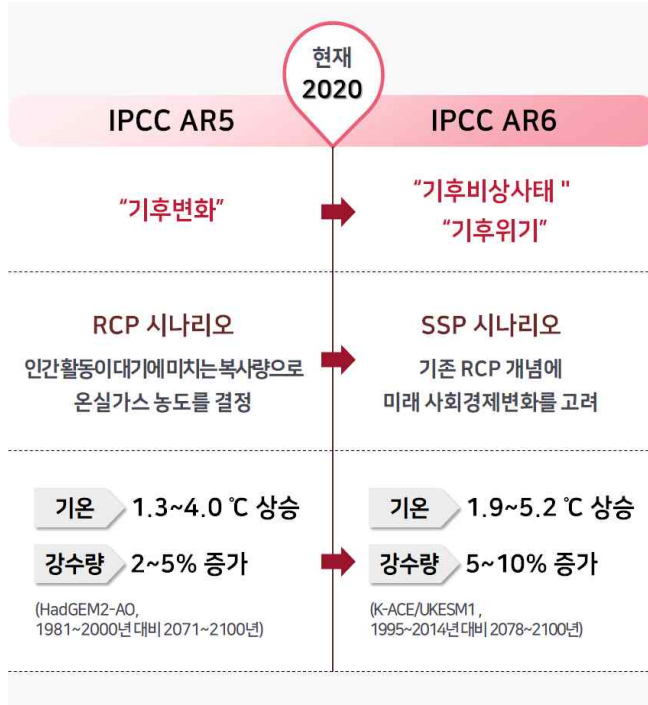 현재
2020
IPCC AR5
IPCC AR6
“기후변화”
“기후비상사태 "
“기후위기”
RCP 시나리오
인간 활동이 대기에 미치는 복사량으로
온실가스 농도를 결정
SSP 시나리오
기존 RCP 개념에
미래 사회경제변화를 고려
기온 1.3~4.0 ℃ 상승
강수량 2~5% 증가
(HadGEM2-AO,
1981~2000년 대비 2071~2100년)
기온 1.9~5.2 ℃ 상승
강수량 5~10% 증가
(K-ACE/UKESM1 ,
1995~2014년 대비 2078~2100년)